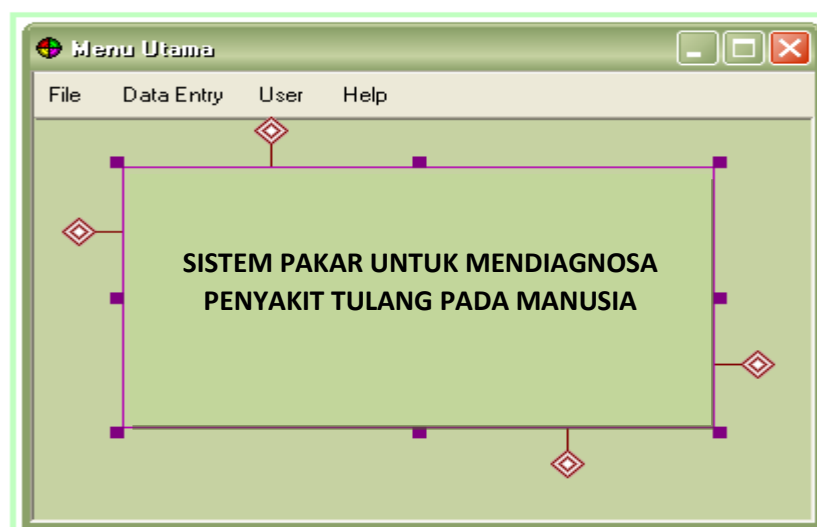 Menu Utama
File Data Entry User Help
SISTEM PAKAR UNTUK MENDIAGNOSA
PENYAKIT TULANG PADA MANUSIA